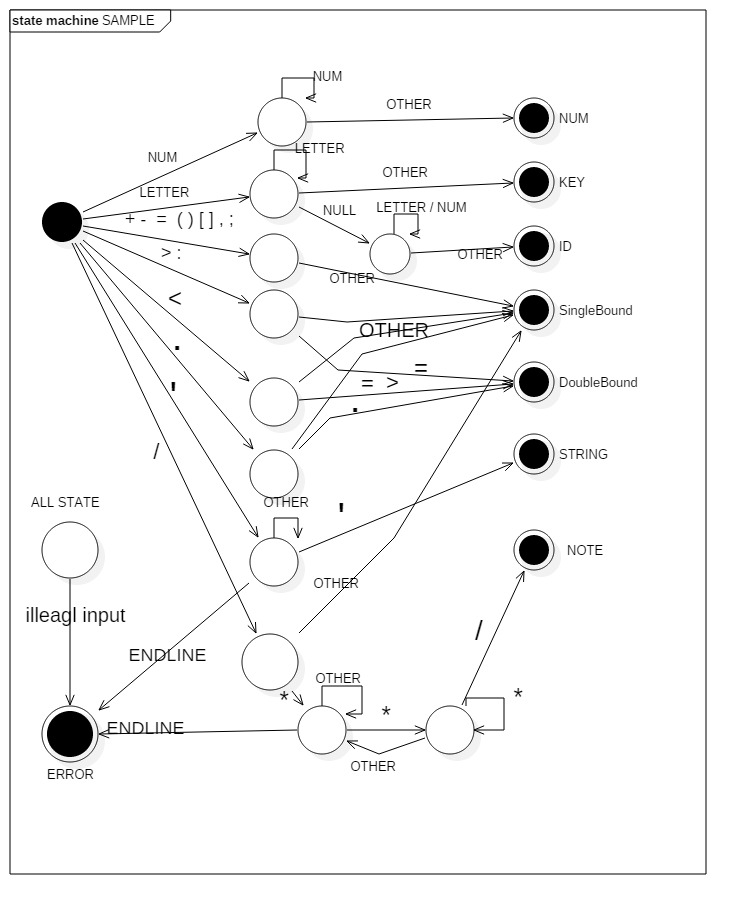 state machine SAMPLE
NUM
OTHER
NUM
NUM
LETTER
OTHER
KEY
LETTER
NULL
LETTER / NUM
+ - = ( ) [ ] , ;
OTHER
ID
> :
OTHER
<
SingleBound
OTHER
.
=
= >
DoubleBound
'
.
/
STRING
ALL STATE
OTHER
'
NOTE
OTHER
illeagl input
/
ENDLINE
OTHER
*
*
*
ENDLINE
OTHER
ERROR